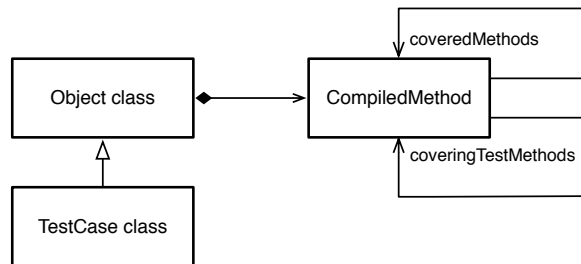 coveredMethods
Object class
CompiledMethod
coveringTestMethods
TestCase class